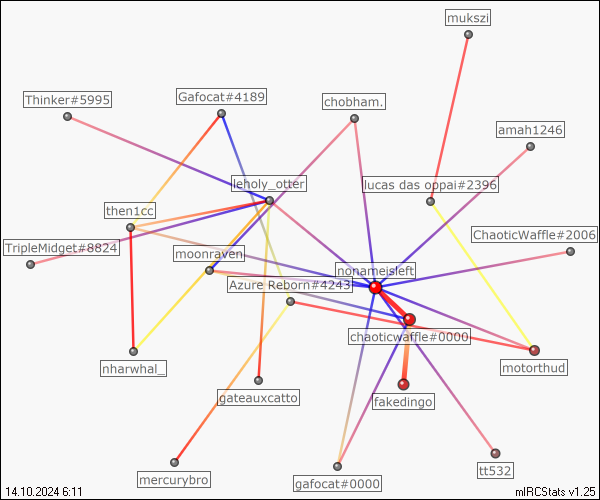 mukszi
Thinker#5995
Gafocat#4189
chobham.
amah1246
leholy_otter
lucas das oppai#2396
then1cc
ChaoticWaffle#2006
TripleMidget#8824
moonraven
nonameisleft
Azure Reborn#4243
chaoticwaffle#0000
nharwhal_
motorthud
gateauxcatto
fakedingo
mercurybro
gafocat#0000
tt532
14.10.2024 6:11
mIRCStats v1.25